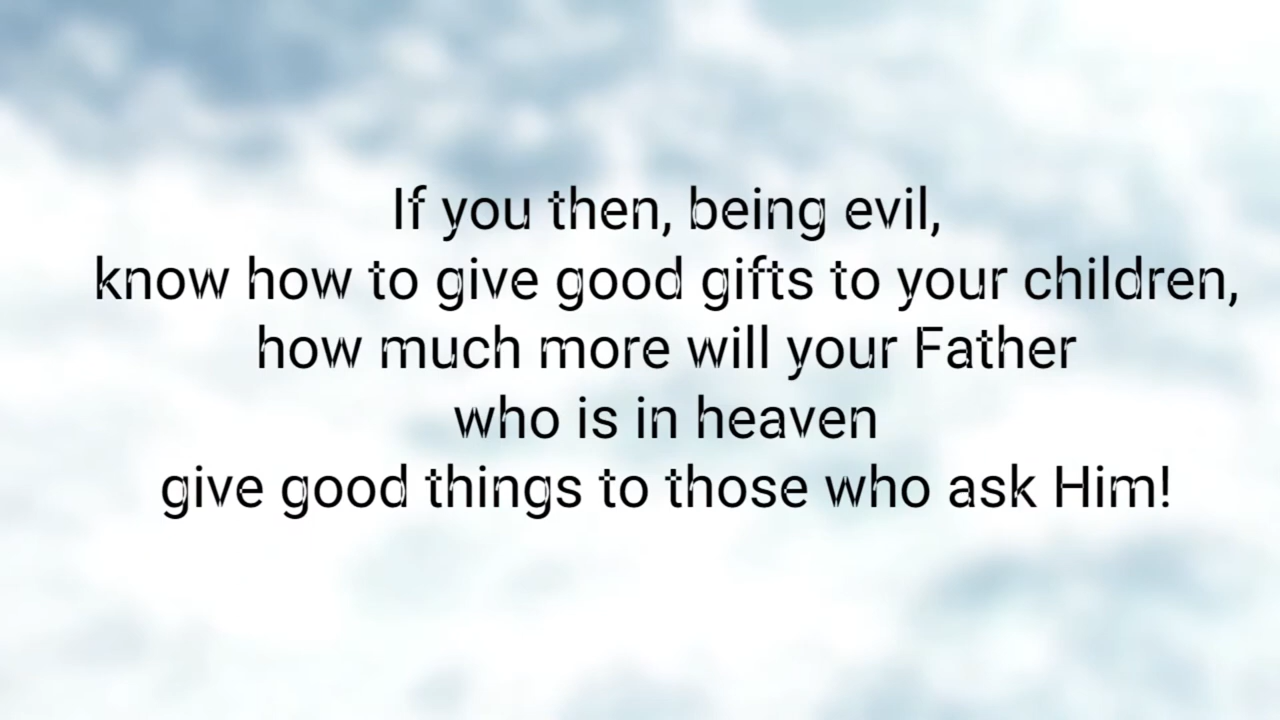 If you then, being evil,
know how to give good gifts to your children,
how much more will your Father
who is in heaven
give good things to those who ask Him!